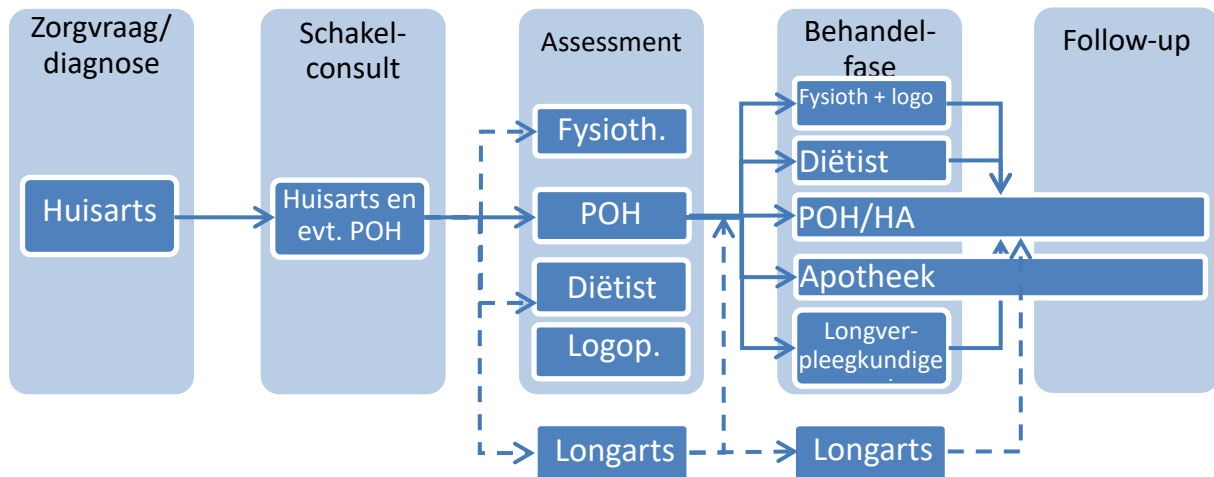 Zorgvraag/
diagnose
Huisarts
Schakel-
consult
Huisarts en
evt. POH
Assessment
Fysioth.
POH
Diëtist
Logop.
Longarts
Behandel-
fase
Fysioth + logo
Diëtist
POH/HA
Apotheek
Longver-
pleegkundige
Longarts
Follow-up